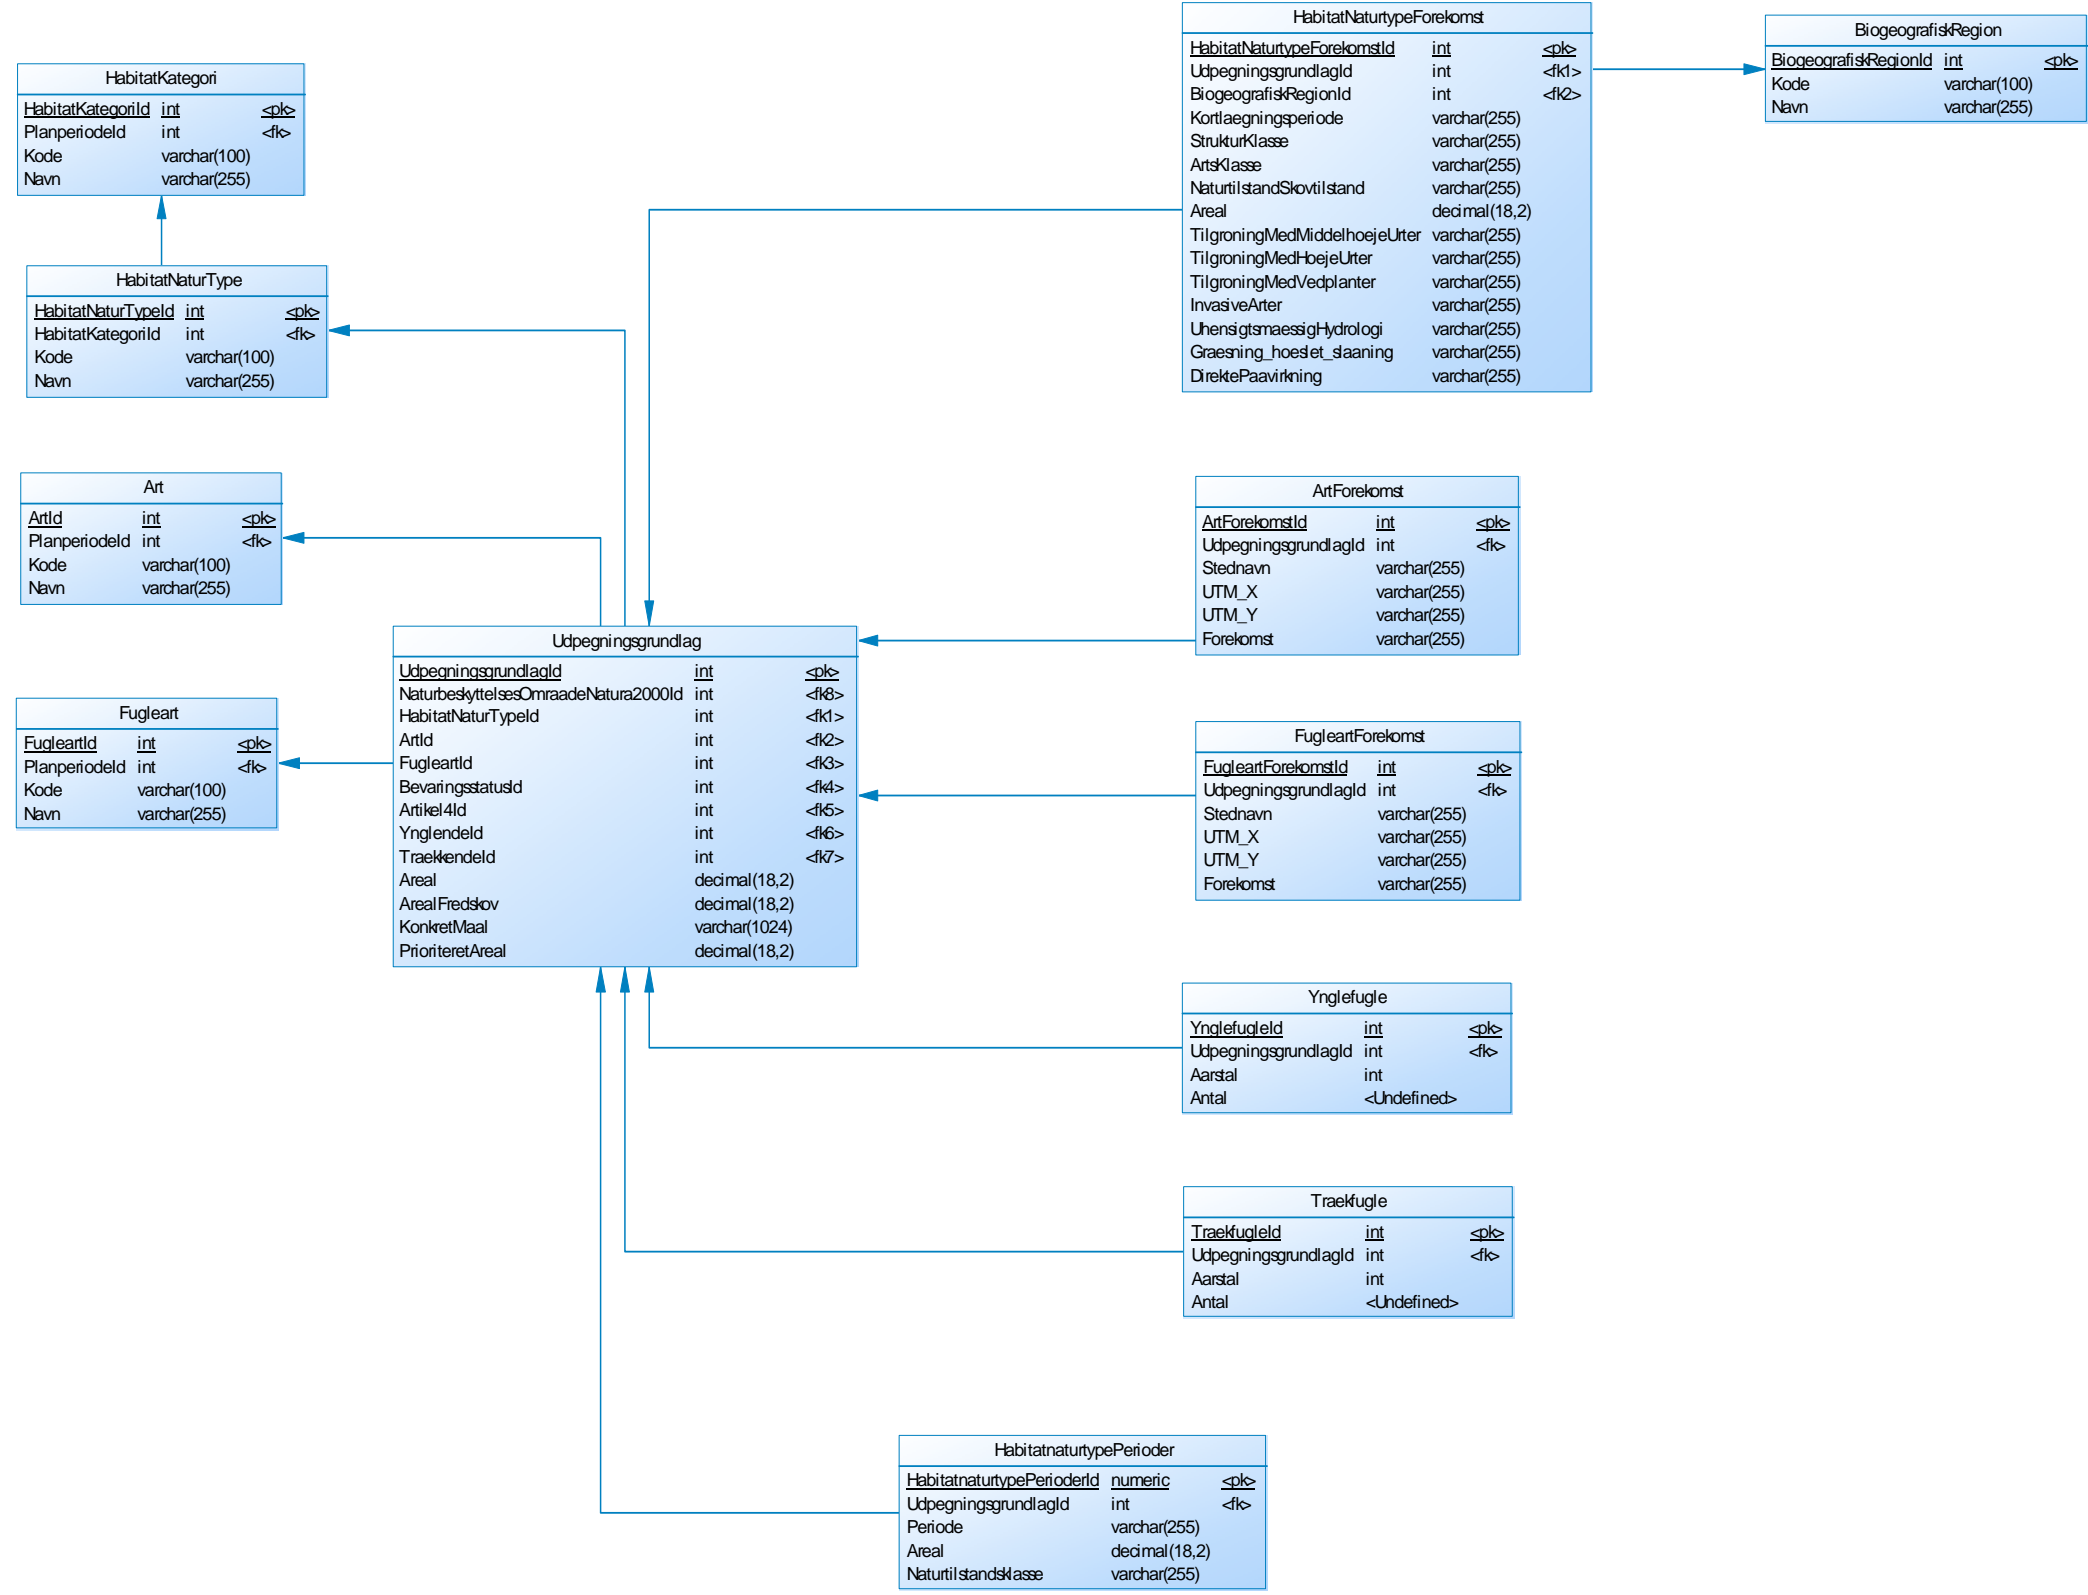 HabitatNaturtypeForekomst
HabitatNaturtypeForekomstId int <pk>
UdpegningsgrundlagId int <fk1>
BiogeografiskRegionId int <fk2>
Kortlaegningsperiode varchar(255)
StrukturKlasse varchar(255)
ArtsKlasse varchar(255)
NaturtilstandSkovtilstand varchar(255)
Areal decimal(18,2)
TilgroningMedMiddelhoejeUrter varchar(255)
TilgroningMedHoejeUrter varchar(255)
TilgroningMedVedplanter varchar(255)
InvasiveArter varchar(255)
UhensigtsmaessigHydrologi varchar(255)
Graesning_hoeslet_slaaning varchar(255)
DirektePaavirkning varchar(255)
BiogeografiskRegion
BiogeografiskRegionId int <pk>
Kode varchar(100)
Navn varchar(255)
HabitatKategori
HabitatKategoriId int <pk>
PlanperiodeId int <fk>
Kode varchar(100)
Navn varchar(255)
HabitatNaturType
HabitatNaturTypeId int <pk>
HabitatKategoriId int <fk>
Kode varchar(100)
Navn varchar(255)
Art
ArtId int <pk>
PlanperiodeId int <fk>
Kode varchar(100)
Navn varchar(255)
ArtForekomst
ArtForekomstId int <pk>
UdpegningsgrundlagId int <fk>
Stednavn varchar(255)
UTM_X varchar(255)
UTM_Y varchar(255)
Forekomst varchar(255)
Udpegningsgrundlag
UdpegningsgrundlagId int <pk>
NaturbeskyttelsesOmraadeNatura2000Id int <fk8>
HabitatNaturTypeId int <fk1>
ArtId int <fk2>
FugleartId int <fk3>
BevaringsstatusId int <fk4>
Artikel4Id int <fk5>
YnglendeId int <fk6>
TraekkendeId int <fk7>
Areal decimal(18,2)
ArealFredskov decimal(18,2)
KonkretMaal varchar(1024)
PrioriteretAreal decimal(18,2)
Fugleart
FugleartId int <pk>
PlanperiodeId int <fk>
Kode varchar(100)
Navn varchar(255)
FugleartForekomst
FugleartForekomstId int <pk>
UdpegningsgrundlagId int <fk>
Stednavn varchar(255)
UTM_X varchar(255)
UTM_Y varchar(255)
Forekomst varchar(255)
Ynglefugle
YnglefugleId int <pk>
UdpegningsgrundlagId int <fk>
Aarstal int
Antal <Undefined>
Traekfugle
TraekfugleId int <pk>
UdpegningsgrundlagId int <fk>
Aarstal int
Antal <Undefined>
HabitatnaturtypePerioder
HabitatnaturtypePerioderId numeric <pk>
UdpegningsgrundlagId int <fk>
Periode varchar(255)
Areal decimal(18,2)
Naturtilstandsklasse varchar(255)